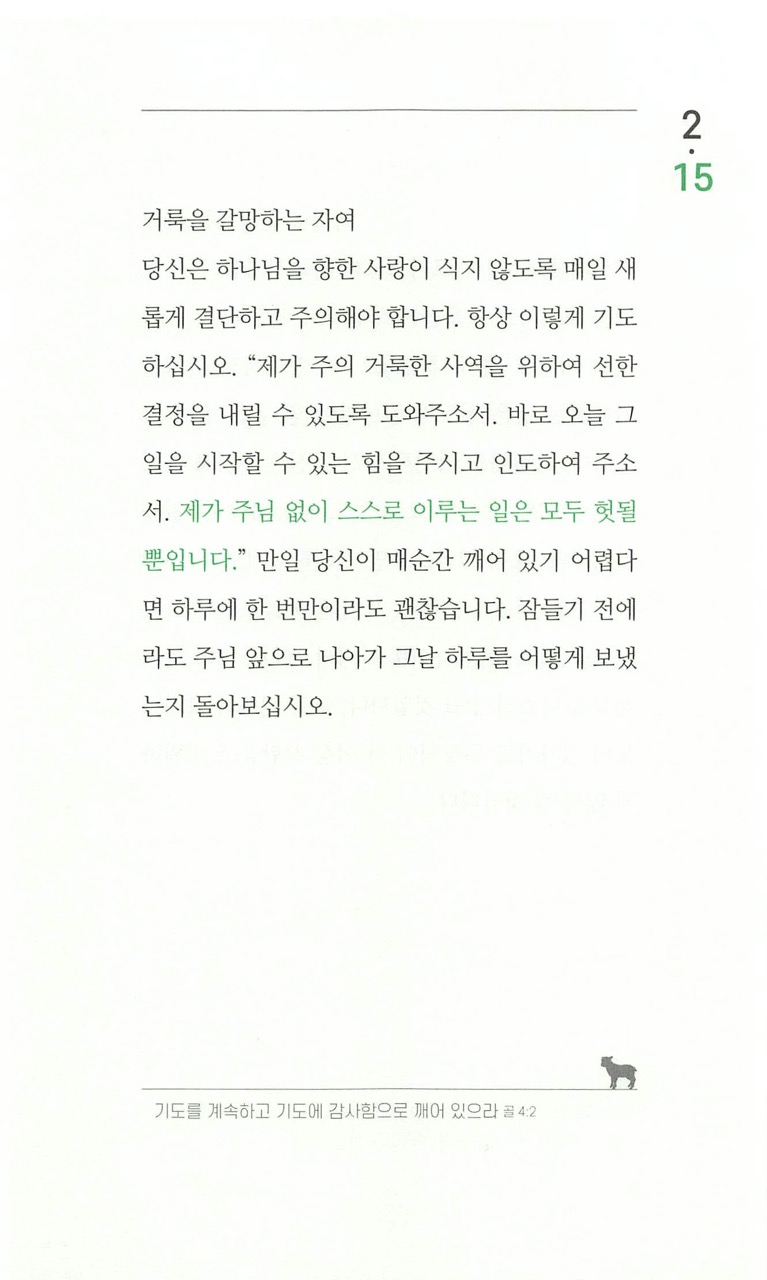 2
·
15
거룩을 갈망하는 자여
당신은 하나님을 향한 사랑이 식지 않도록 매일 새
롭게 결단하고 주의해야 합니다. 항상 이렇게 기도
하십시오. “제가 주의 거룩한 사역을 위하여 선한
결정을 내릴 수 있도록 도와주소서. 바로 오늘 그
일을 시작할 수 있는 힘을 주시고 인도하여 주소
서. 제가 주님 없이 스스로 이루는 일은 모두 헛될
뿐입니다.” 만일 당신이 매순간 깨어 있기 어렵다
면 하루에 한 번만이라도 괜찮습니다. 잠들기 전에
라도 주님 앞으로 나아가 그날 하루를 어떻게 보냈
는지 돌아보십시오.
기도를 계속하고 기도에 감사함으로 깨어 있으라 골 4:2